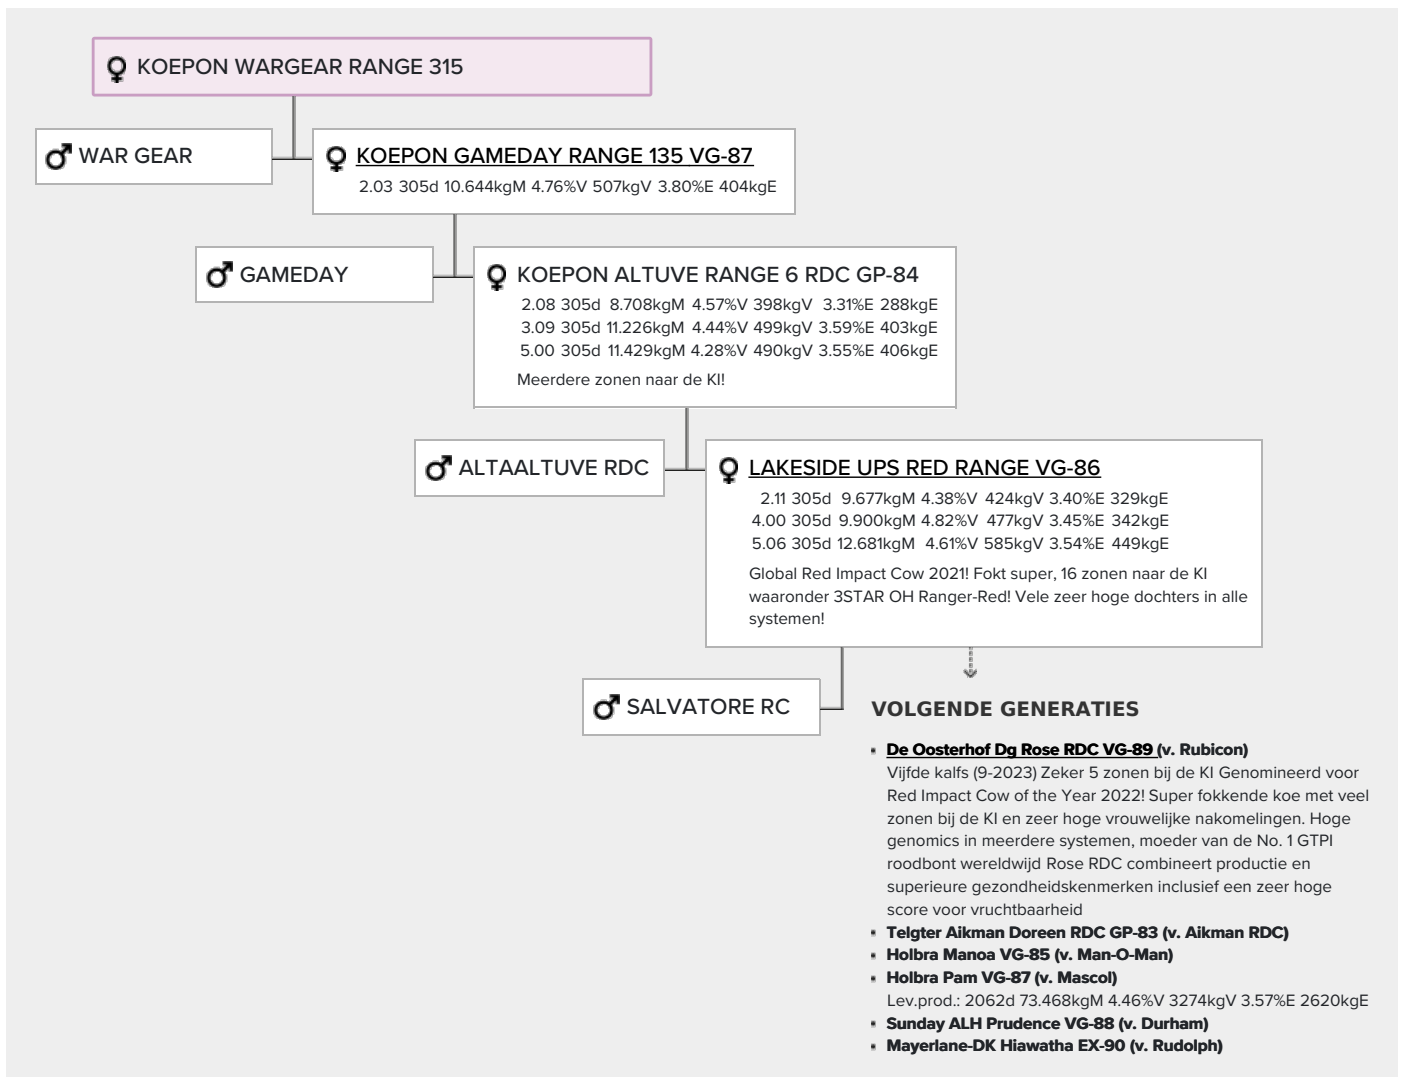 KOEPON WARGEAR RANGE 315
WAR GEAR
KOEPON GAMEDAY RANGE 135 VG-87
2.03 305d 10.644kgM 4.76%V 507kgV 3.80%E 404kgE
GAMEDAY
KOEPON ALTUVE RANGE 6 RDC GP-84
2.08 305d 8.708kgM 4.57%V 398kgV 3.31%E 288kgE
3.09 305d 11.226kgM 4.44%V 499kgV 3.59%E 403kgE
5.00 305d 11.429kgM 4.28%V 490kgV 3.55%E 406kgE
Meerdere zonen naar de KI!
ALTAALTUVE RDC
LAKESIDE UPS RED RANGE VG-86
2.11 305d 9.677kgM 4.38%V 424kgV 3.40%E 329kgE
4.00 305d 9.900kgM 4.82%V 477kgV 3.45%E 342kgE
5.06 305d 12.681kgM 4.61%V 585kgV 3.54%E 449kgE
Global Red Impact Cow 2021! Fokt super, 16 zonen naar de KI
waaronder 3STAR OH Ranger-Red! Vele zeer hoge dochters in alle
systemen!
SALVATORE RC
VOLGENDE GENERATIES
▪ De Oosterhof Dg Rose RDC VG-89 (v. Rubicon)
Vijfde kalfs (9-2023) Zeker 5 zonen bij de KI Genomineerd voor
Red Impact Cow of the Year 2022! Super fokkende koe met veel
zonen bij de KI en zeer hoge vrouwelijke nakomelingen. Hoge
genomics in meerdere systemen, moeder van de No. 1 GTPI
roodbont wereldwijd Rose RDC combineert productie en
superieure gezondheidskenmerken inclusief een zeer hoge
score voor vruchtbaarheid
▪ Telgter Aikman Doreen RDC GP-83 (v. Aikman RDC)
▪ Holbra Manoa VG-85 (v. Man-O-Man)
▪ Holbra Pam VG-87 (v. Mascol)
Lev.prod.: 2062d 73.468kgM 4.46%V 3274kgV 3.57%E 2620kgE
▪ Sunday ALH Prudence VG-88 (v. Durham)
▪ Mayerlane-DK Hiawatha EX-90 (v. Rudolph)